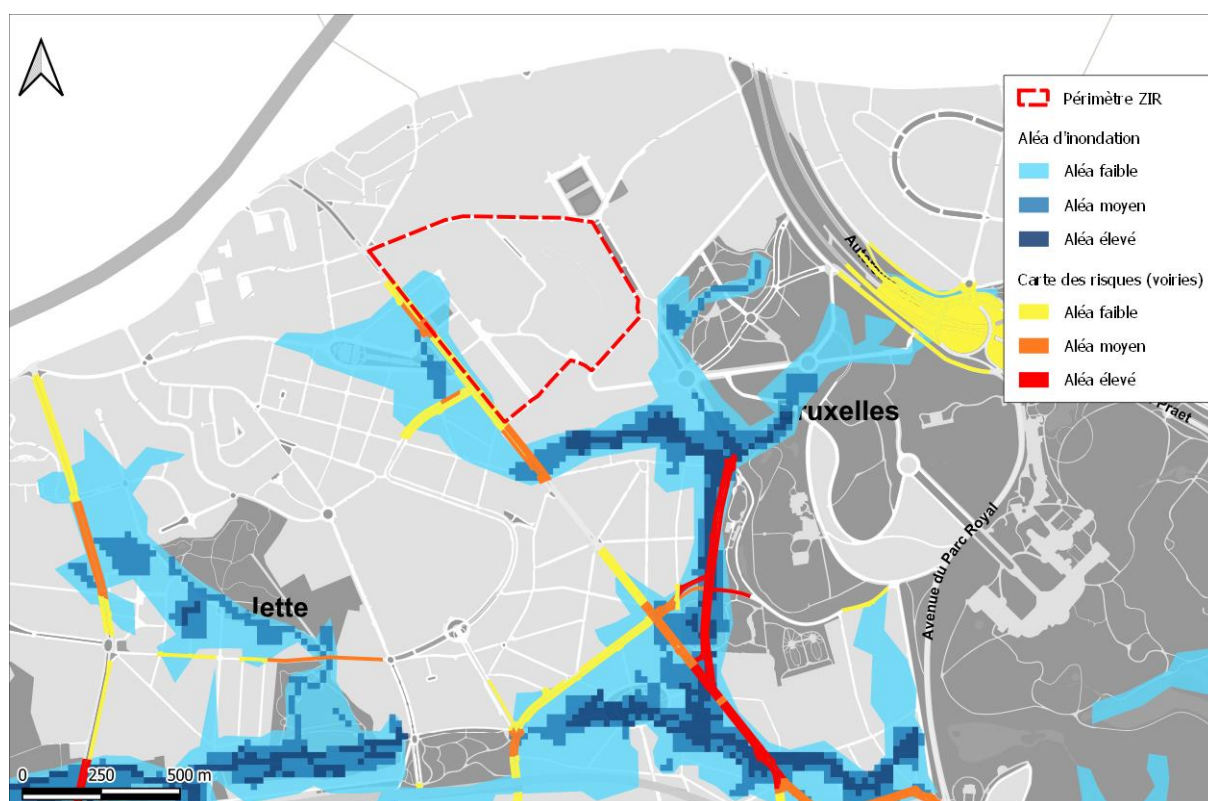 Périmètre ZIR
Aléa d'inondation
Aléa faible
Aléa moyen
Aléa élevé
Carte des risques (voiries)
Aléa faible
Aléa moyen
Aléa élevé
Praet
ruxelles
Avenue du Parc Royal
Jette
0 250 500 m